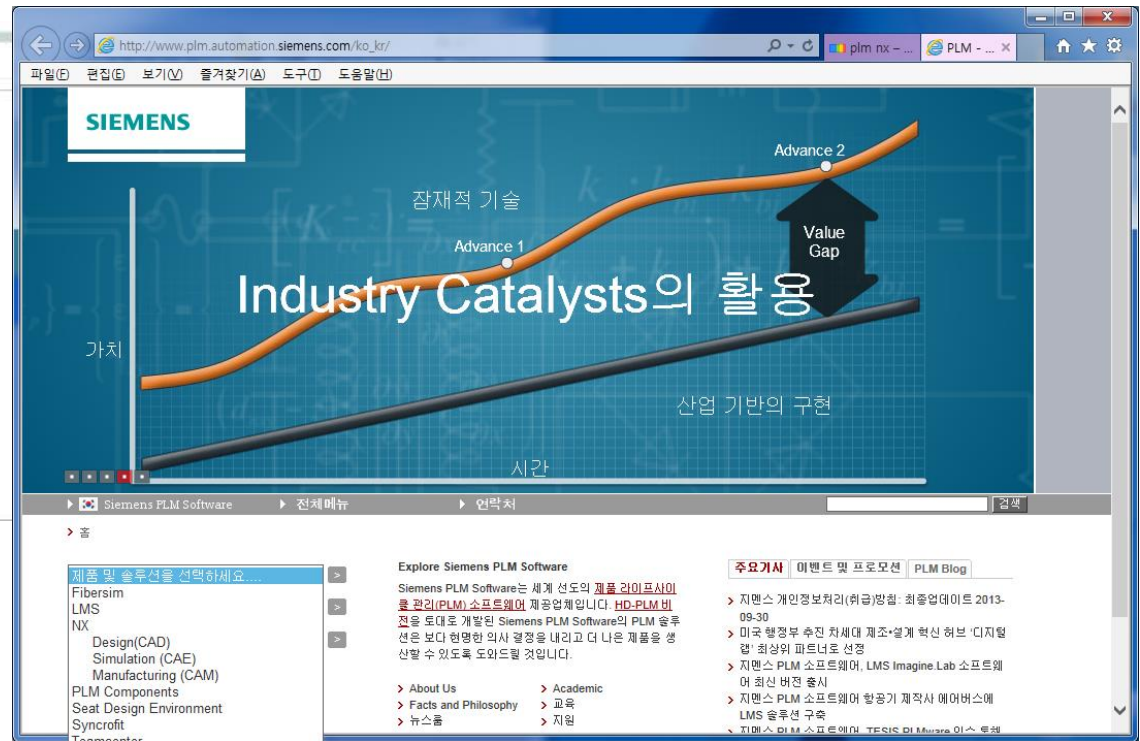 http://www.plm.automation.siemens.com/ko_kr/
plm nx – ...
PLM - ...
파일(F) 편집(E) 보기(V) 즐겨찾기(A) 도구(T) 도움말(H)
SIEMENS
Advance 2
잠재적 기술
Value
Gap
Advance 1
Industry Catalysts의 활용
가치
산업 기반의 구현
시간
Siemens PLM Software 전체메뉴 연락처 검색
홈
제품 및 솔루션을 선택하세요....
Fibersim
LMS
NX
Design(CAD)
Simulation (CAE)
Manufacturing (CAM)
PLM Components
Seat Design Environment
Syncrofit
Teamcenter
Explore Siemens PLM Software
Siemens PLM Software는 세계 선도의 제품 라이프사이
클 관리(PLM) 소프트웨어 제공업체입니다. HD-PLM 비
전을 토대로 개발된 Siemens PLM Software의 PLM 솔루
션은 보다 현명한 의사 결정을 내리고 더 나은 제품을 생
산할 수 있도록 도와드릴 것입니다.
About Us Academic
Facts and Philosophy 교육
뉴스룸 지원
주요기사 이벤트 및 프로모션 PLM Blog
지멘스 개인정보처리(취급)방침: 최종업데이트 2013-
09-30
미국 행정부 추진 차세대 제조•설계 혁신 허브 '디지털
랩' 최상위 파트너로 선정
지멘스 PLM 소프트웨어, LMS Imagine.Lab 소프트웨
어 최신 버전 출시
지멘스 PLM 소프트웨어 항공기 제작사 에어버스에
LMS 솔루션 구축
지멘스 PLM 소프트웨어, TESIS PLMware 인수 통해